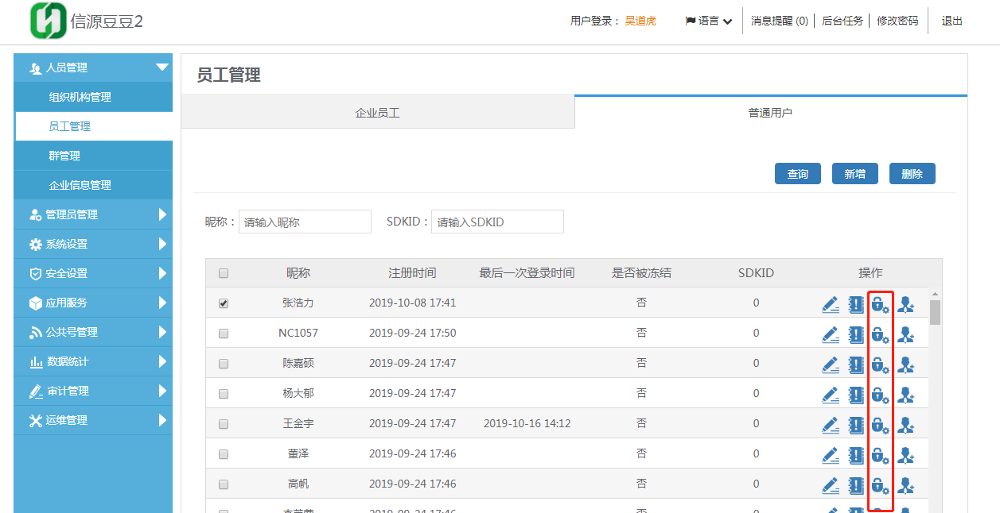 信源豆豆2
用户登录： 吴道虎 语言 消息提醒 (0) 后台任务 修改密码 退出
人员管理
组织机构管理
员工管理
群管理
企业信息管理
管理员管理
系统设置
安全设置
应用服务
公共号管理
数据统计
审计管理
运维管理
员工管理
企业员工 普通用户
查询 新增 删除
昵称： 请输入昵称 SDKID： 请输入SDKID
昵称 注册时间 最后一次登录时间 是否被冻结 SDKID 操作
张浩力 2019-10-08 17:41 否 0
NC1057 2019-09-24 17:50 否 0
陈嘉硕 2019-09-24 17:47 否 0
杨大郁 2019-09-24 17:47 否 0
王金宇 2019-09-24 17:47 2019-10-16 14:12 否 0
董泽 2019-09-24 17:46 否 0
高帆 2019-09-24 17:46 否 0
2019-09-24 17:46 否 0